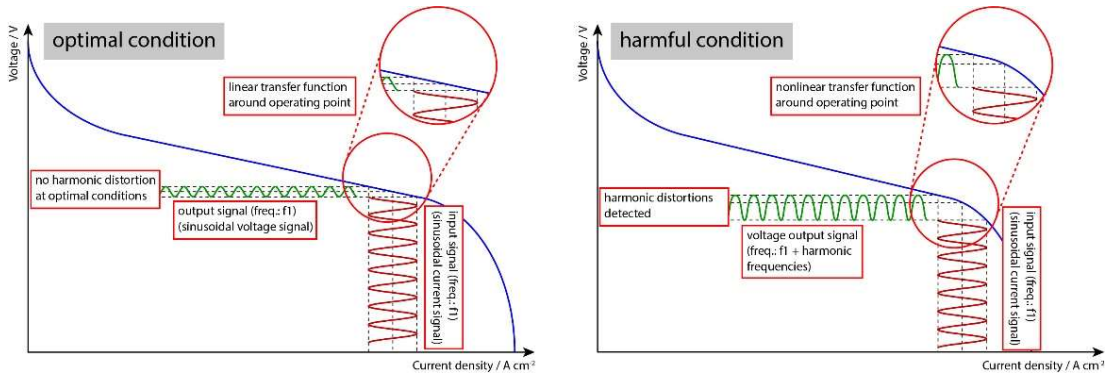 Voltage / V
optimal condition
linear transfer function
around operating point
no harmonic distortion
at optimal conditions
output signal (freq.: f1)
(sinusoidal voltage signal)
input signal (freq.: f1)
(sinusoidal current signal)
Current density / A cm⁻²
Voltage / V
harmful condition
nonlinear transfer function
around operating point
harmonic distortions
detected
voltage output signal
(freq.: f1 + harmonic
frequencies)
input signal (freq.: f1)
(sinusoidal current signal)
Current density / A cm⁻²